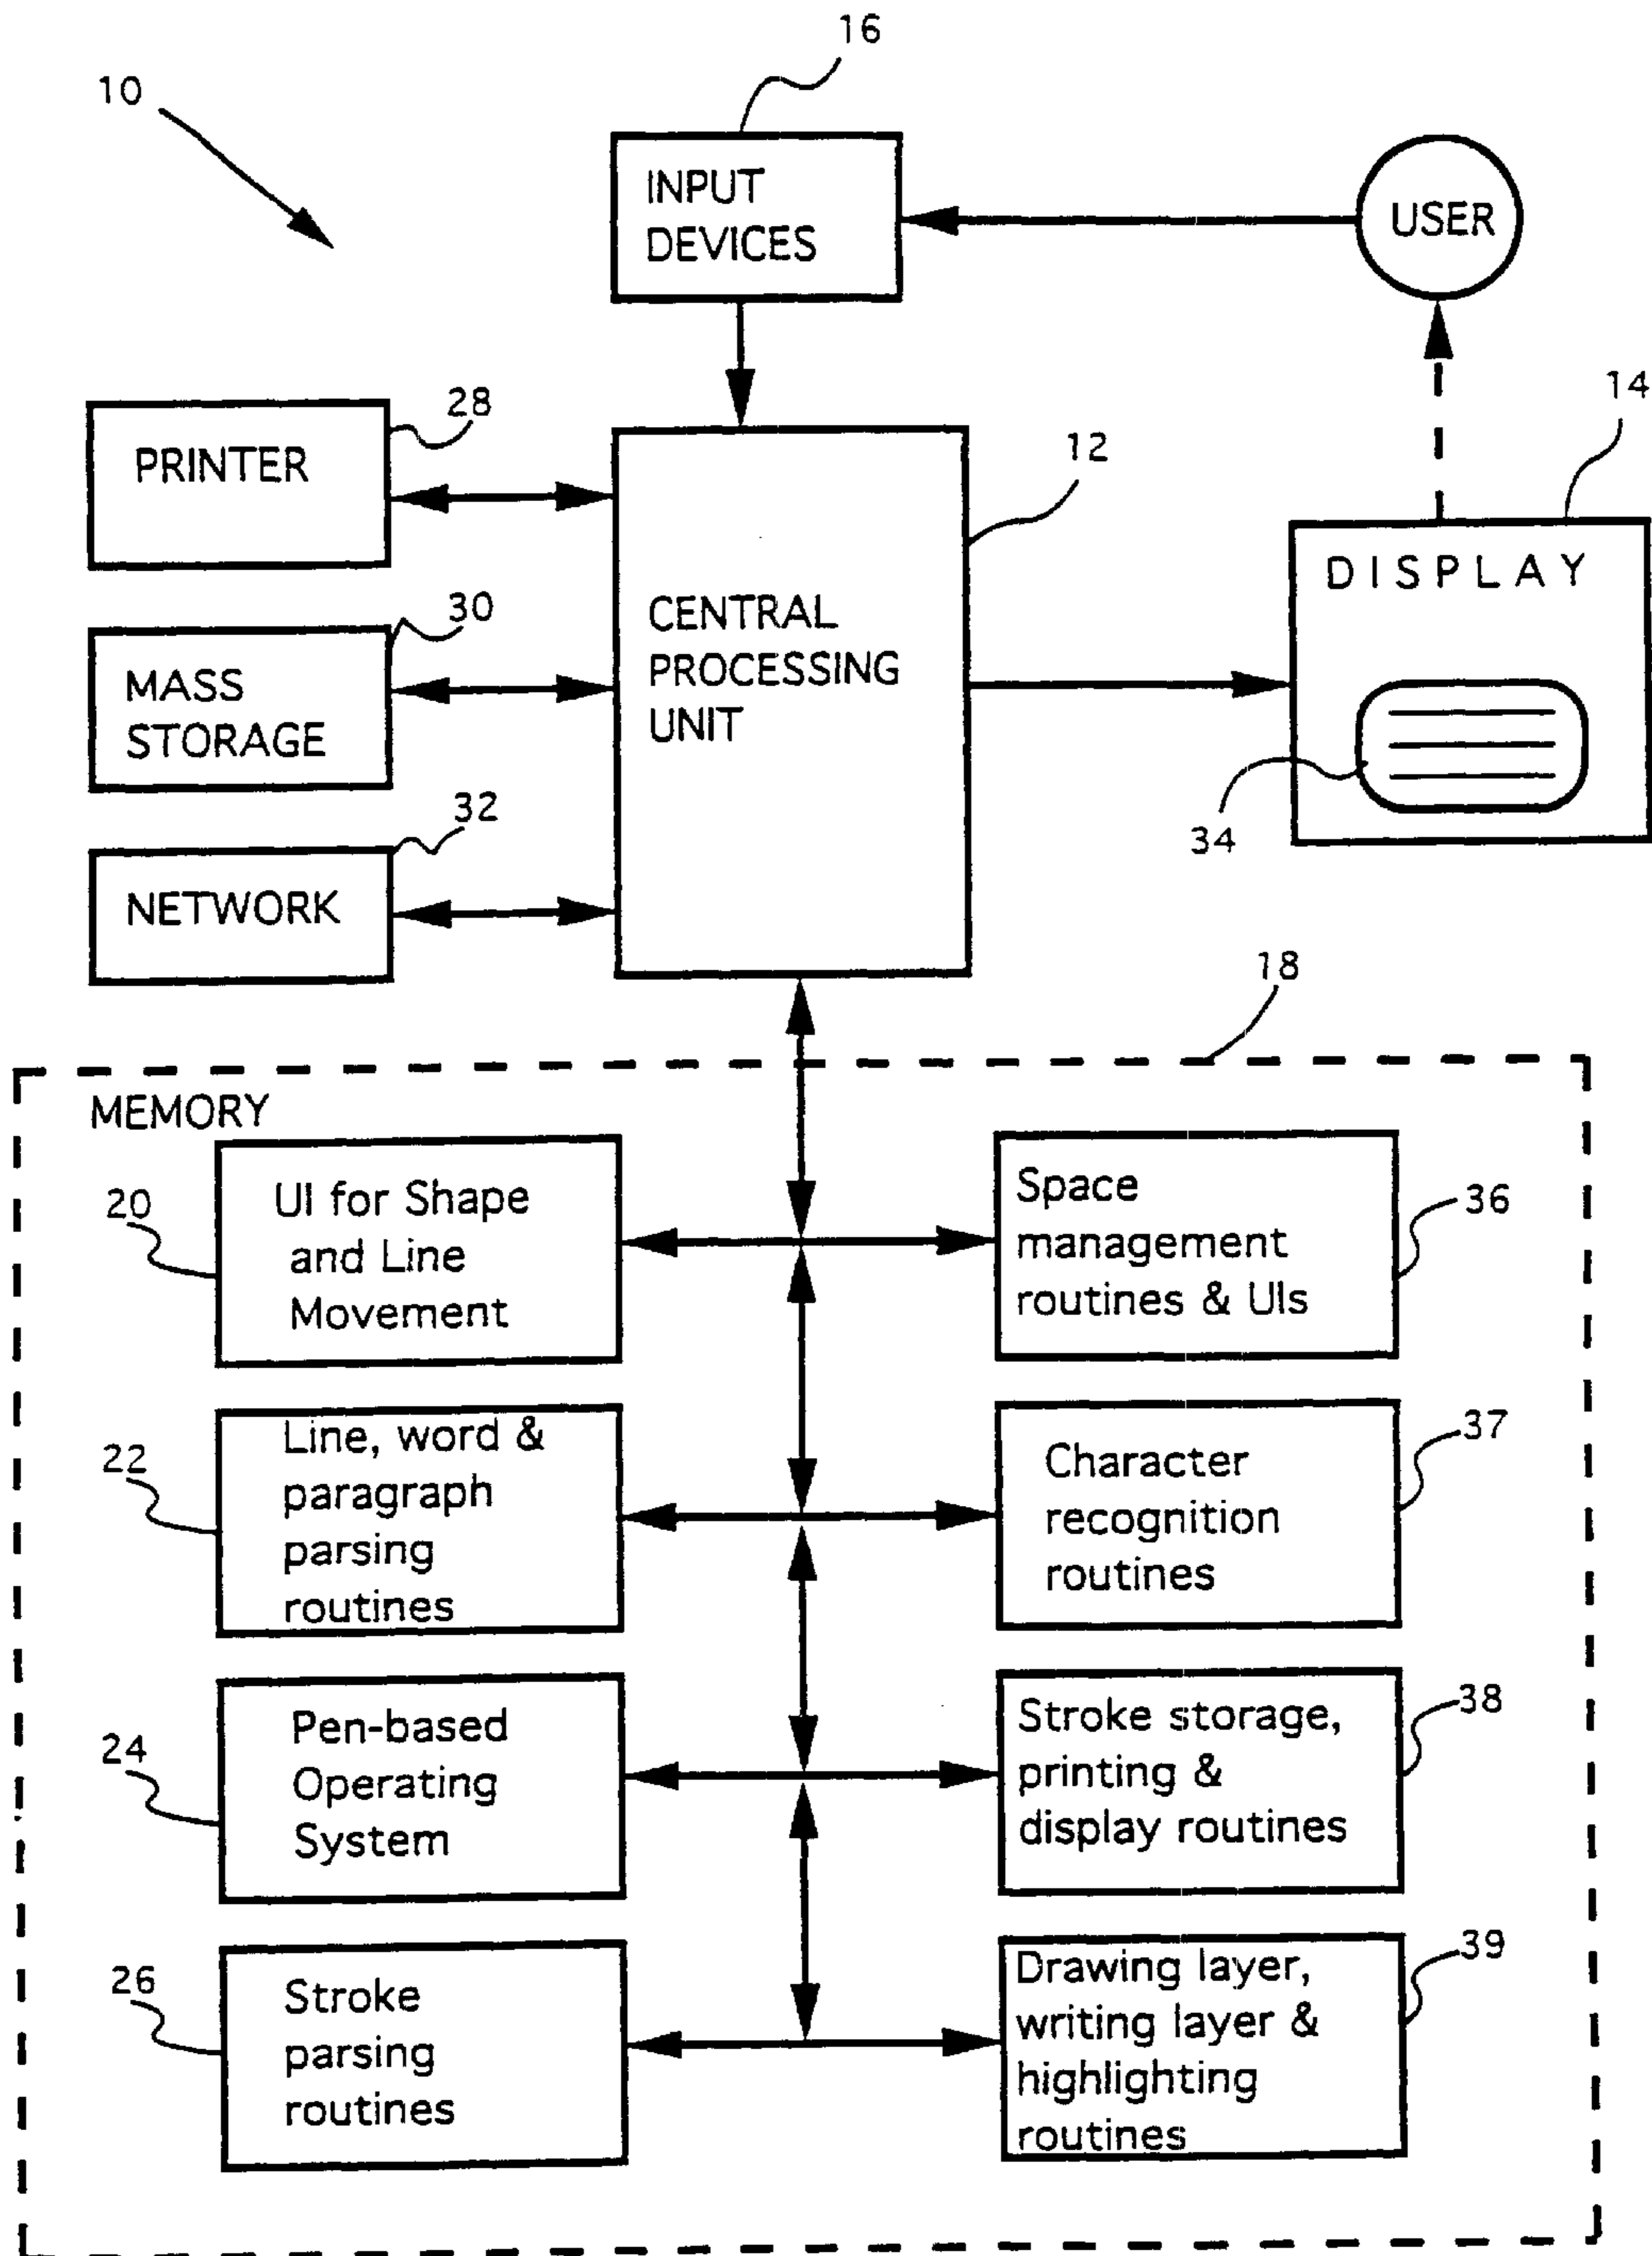 16
10
INPUT
DEVICES
USER
14
28
PRINTER
12
DISPLAY
CENTRAL
PROCESSING
UNIT
30
MASS
STORAGE
34
32
NETWORK
18
MEMORY
20
UI for Shape
and Line
Movement
Space
management
routines & UIs
36
22
Line, word &
paragraph
parsing
routines
Character
recognition
routines
37
24
Pen-based
Operating
System
Stroke storage,
printing &
display routines
38
26
Stroke
parsing
routines
Drawing layer,
writing layer &
highlighting
routines
39